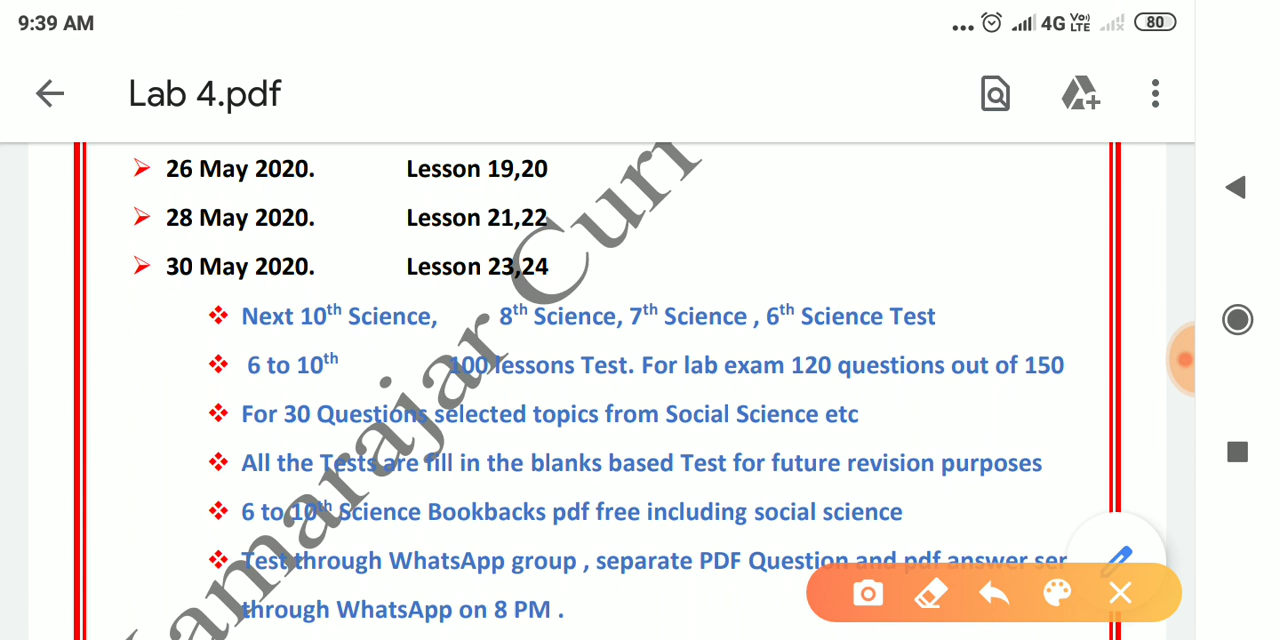 9:39 AM ... 4G Vo) LTE 80
Lab 4.pdf
26 May 2020. Lesson 19,20
28 May 2020. Lesson 21,22
30 May 2020. Lesson 23,24
Next 10th Science, 8th Science, 7th Science , 6th Science Test
6 to 10th 100 lessons Test. For lab exam 120 questions out of 150
For 30 Questions selected topics from Social Science etc
All the Tests are fill in the blanks based Test for future revision purposes
6 to 10th Science Bookbacks pdf free including social science
Test through WhatsApp group , separate PDF Question and pdf answer
through WhatsApp on 8 PM .